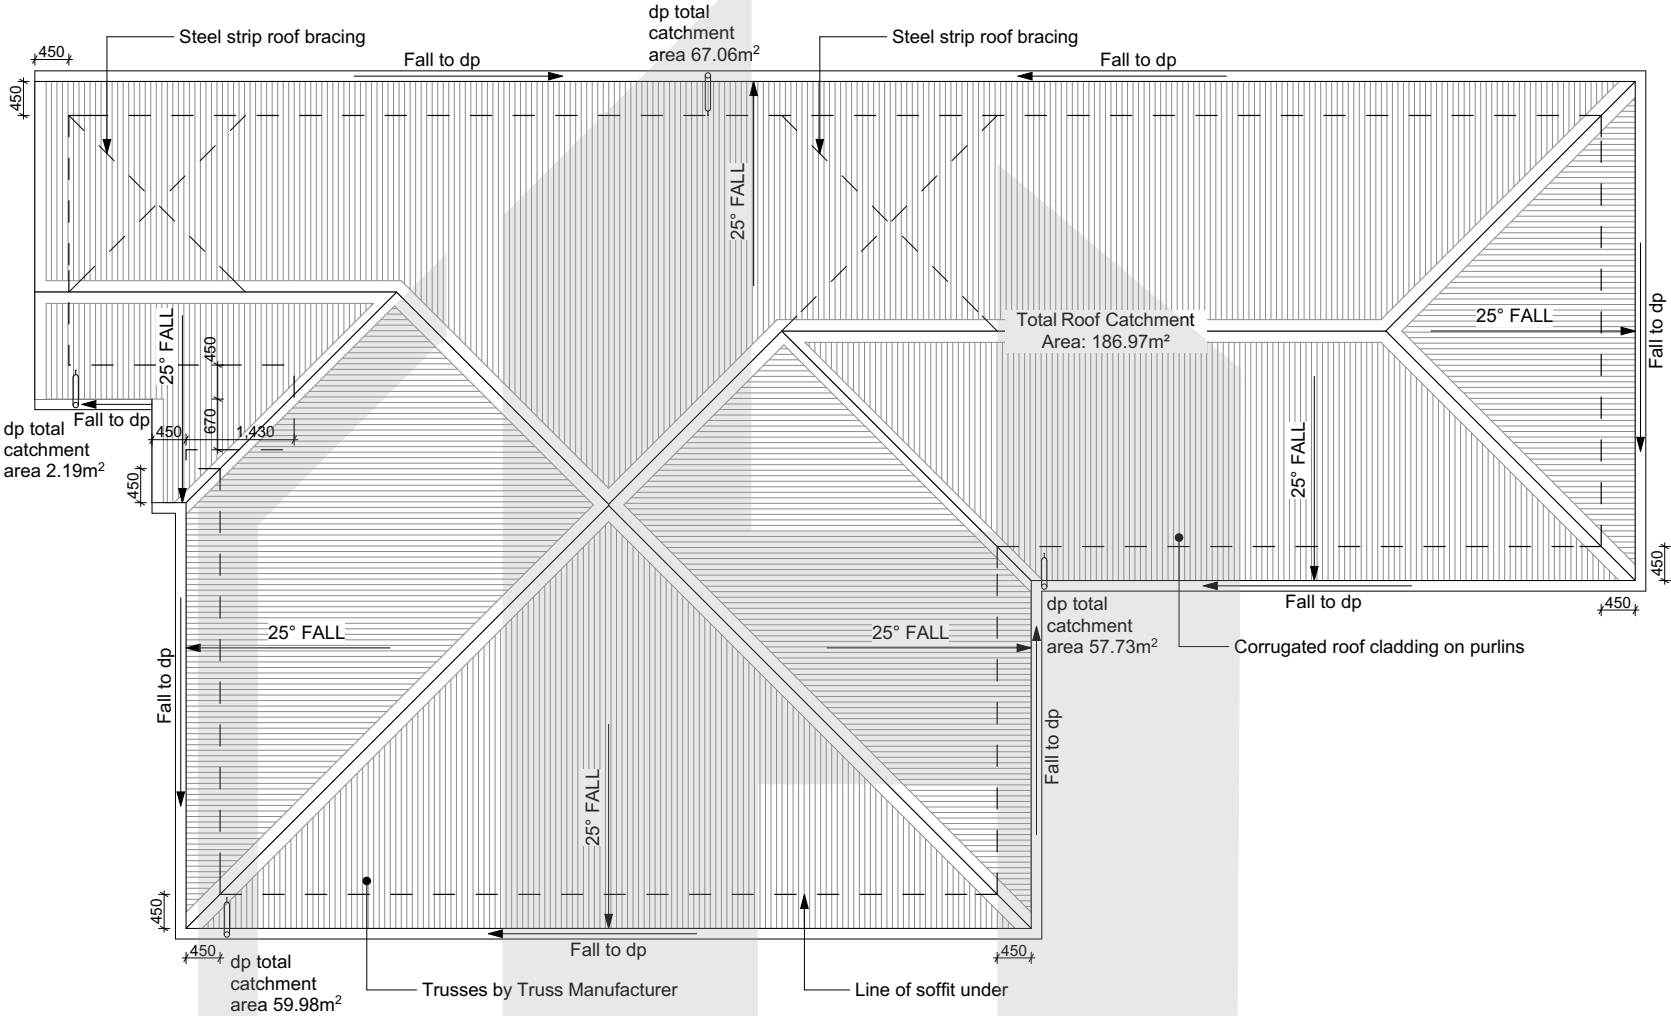 dp total
catchment
area 67.06m²
Steel strip roof bracing
Steel strip roof bracing
450
Fall to dp
Fall to dp
450
25° FALL
Total Roof Catchment
Area: 186.97m²
25° FALL
Fall to dp
25° FALL
450
Fall to dp
dp total
catchment
area 2.19m²
450
670
1,430
450
25° FALL
450
450
Fall to dp
dp total
catchment
area 57.73m²
25° FALL
25° FALL
Corrugated roof cladding on purlins
Fall to dp
Fall to dp
25° FALL
450
450
450
Fall to dp
dp total
catchment
area 59.98m²
Trusses by Truss Manufacturer
Line of soffit under